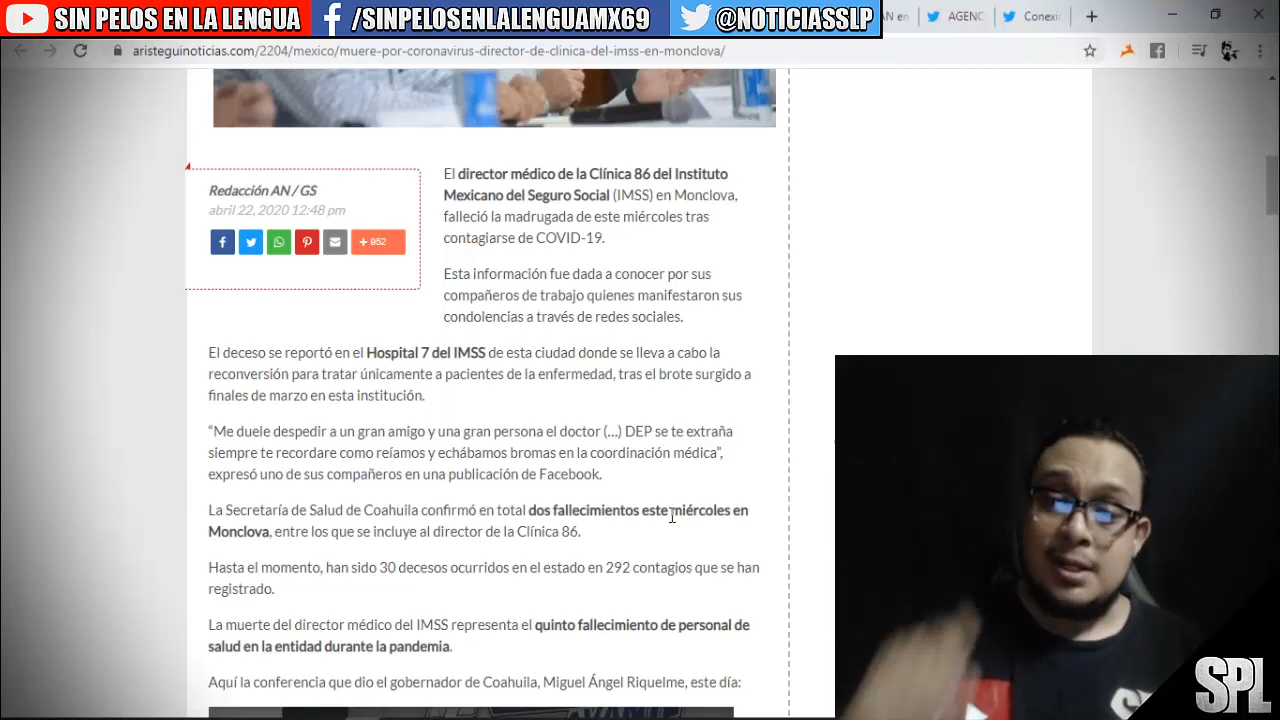 SIN PELOS EN LA LENGUA
/SINPELOSENLALENGUAMX69
@NOTICIASSLP
AN en
AGENC
Conexic
aristeguinoticias.com/2204/mexico/muere-por-coronavirus-director-de-clinica-del-imss-en-monclova/
Redacción AN / GS
abril 22, 2020 12:48 pm
+ 952
El director médico de la Clínica 86 del Instituto
Mexicano del Seguro Social (IMSS) en Monclova,
falleció la madrugada de este miércoles tras
contagiarse de COVID-19.
Esta información fue dada a conocer por sus
compañeros de trabajo quienes manifestaron sus
condolencias a través de redes sociales.
El deceso se reportó en el Hospital 7 del IMSS de esta ciudad donde se lleva a cabo la
reconversión para tratar únicamente a pacientes de la enfermedad, tras el brote surgido a
finales de marzo en esta institución.
“Me duele despedir a un gran amigo y una gran persona el doctor (...) DEP se te extraña
siempre te recordare como reíamos y echábamos bromas en la coordinación médica”,
expresó uno de sus compañeros en una publicación de Facebook.
La Secretaría de Salud de Coahuila confirmó en total dos fallecimientos este miércoles en
Monclova, entre los que se incluye al director de la Clínica 86.
Hasta el momento, han sido 30 decesos ocurridos en el estado en 292 contagios que se han
registrado.
La muerte del director médico del IMSS representa el quinto fallecimiento de personal de
salud en la entidad durante la pandemia.
Aquí la conferencia que dio el gobernador de Coahuila, Miguel Ángel Riquelme, este día:
SPL